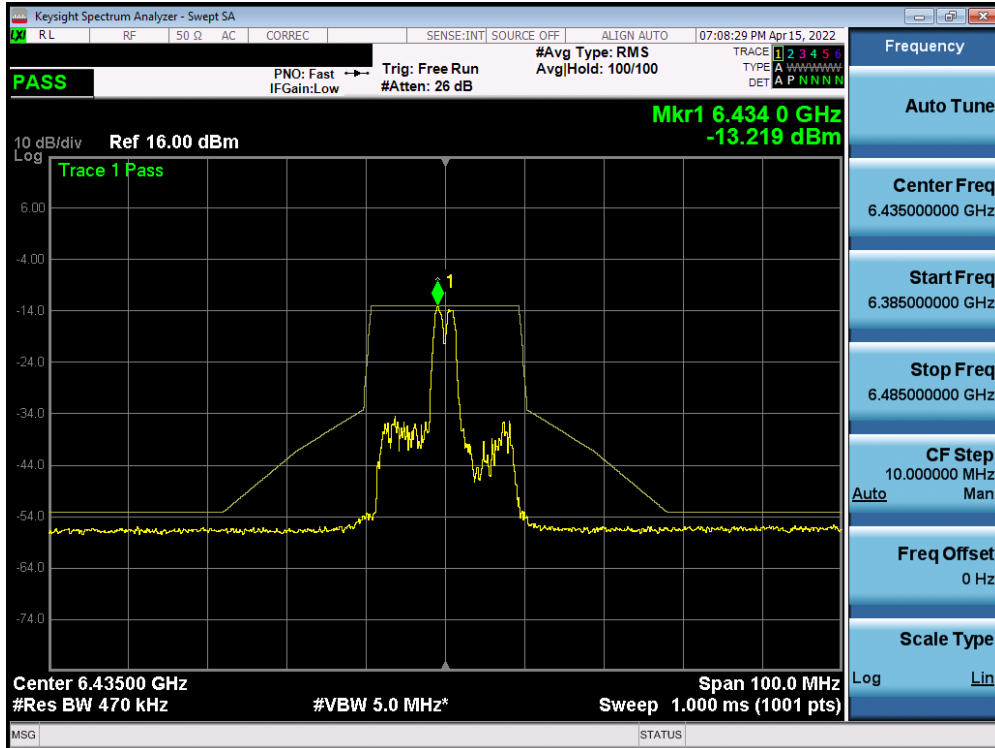 Keysight Spectrum Analyzer - Swept SA
LXI RL RF 50 Ω AC CORREC SENSE:INT SOURCE OFF ALIGN AUTO 07:08:29 PM Apr 15, 2022
PASS
PNO: Fast
IFGain:Low
Trig: Free Run
#Atten: 26 dB
#Avg Type: RMS
Avg|Hold: 100/100
TRACE 1 2 3 4 5 6
TYPE A WWWWW
DET A P N N N N
Mkr1 6.434 0 GHz
-13.219 dBm
10 dB/div Ref 16.00 dBm
Log
Trace 1 Pass
6.00
-4.00
1
-14.0
-24.0
-34.0
-44.0
-54.0
-64.0
-74.0
Center 6.43500 GHz Span 100.0 MHz
#Res BW 470 kHz #VBW 5.0 MHz* Sweep 1.000 ms (1001 pts)
MSG STATUS
Frequency
Auto Tune
Center Freq
6.435000000 GHz
Start Freq
6.385000000 GHz
Stop Freq
6.485000000 GHz
CF Step
10.000000 MHz
Auto Man
Freq Offset
0 Hz
Scale Type
Log Lin